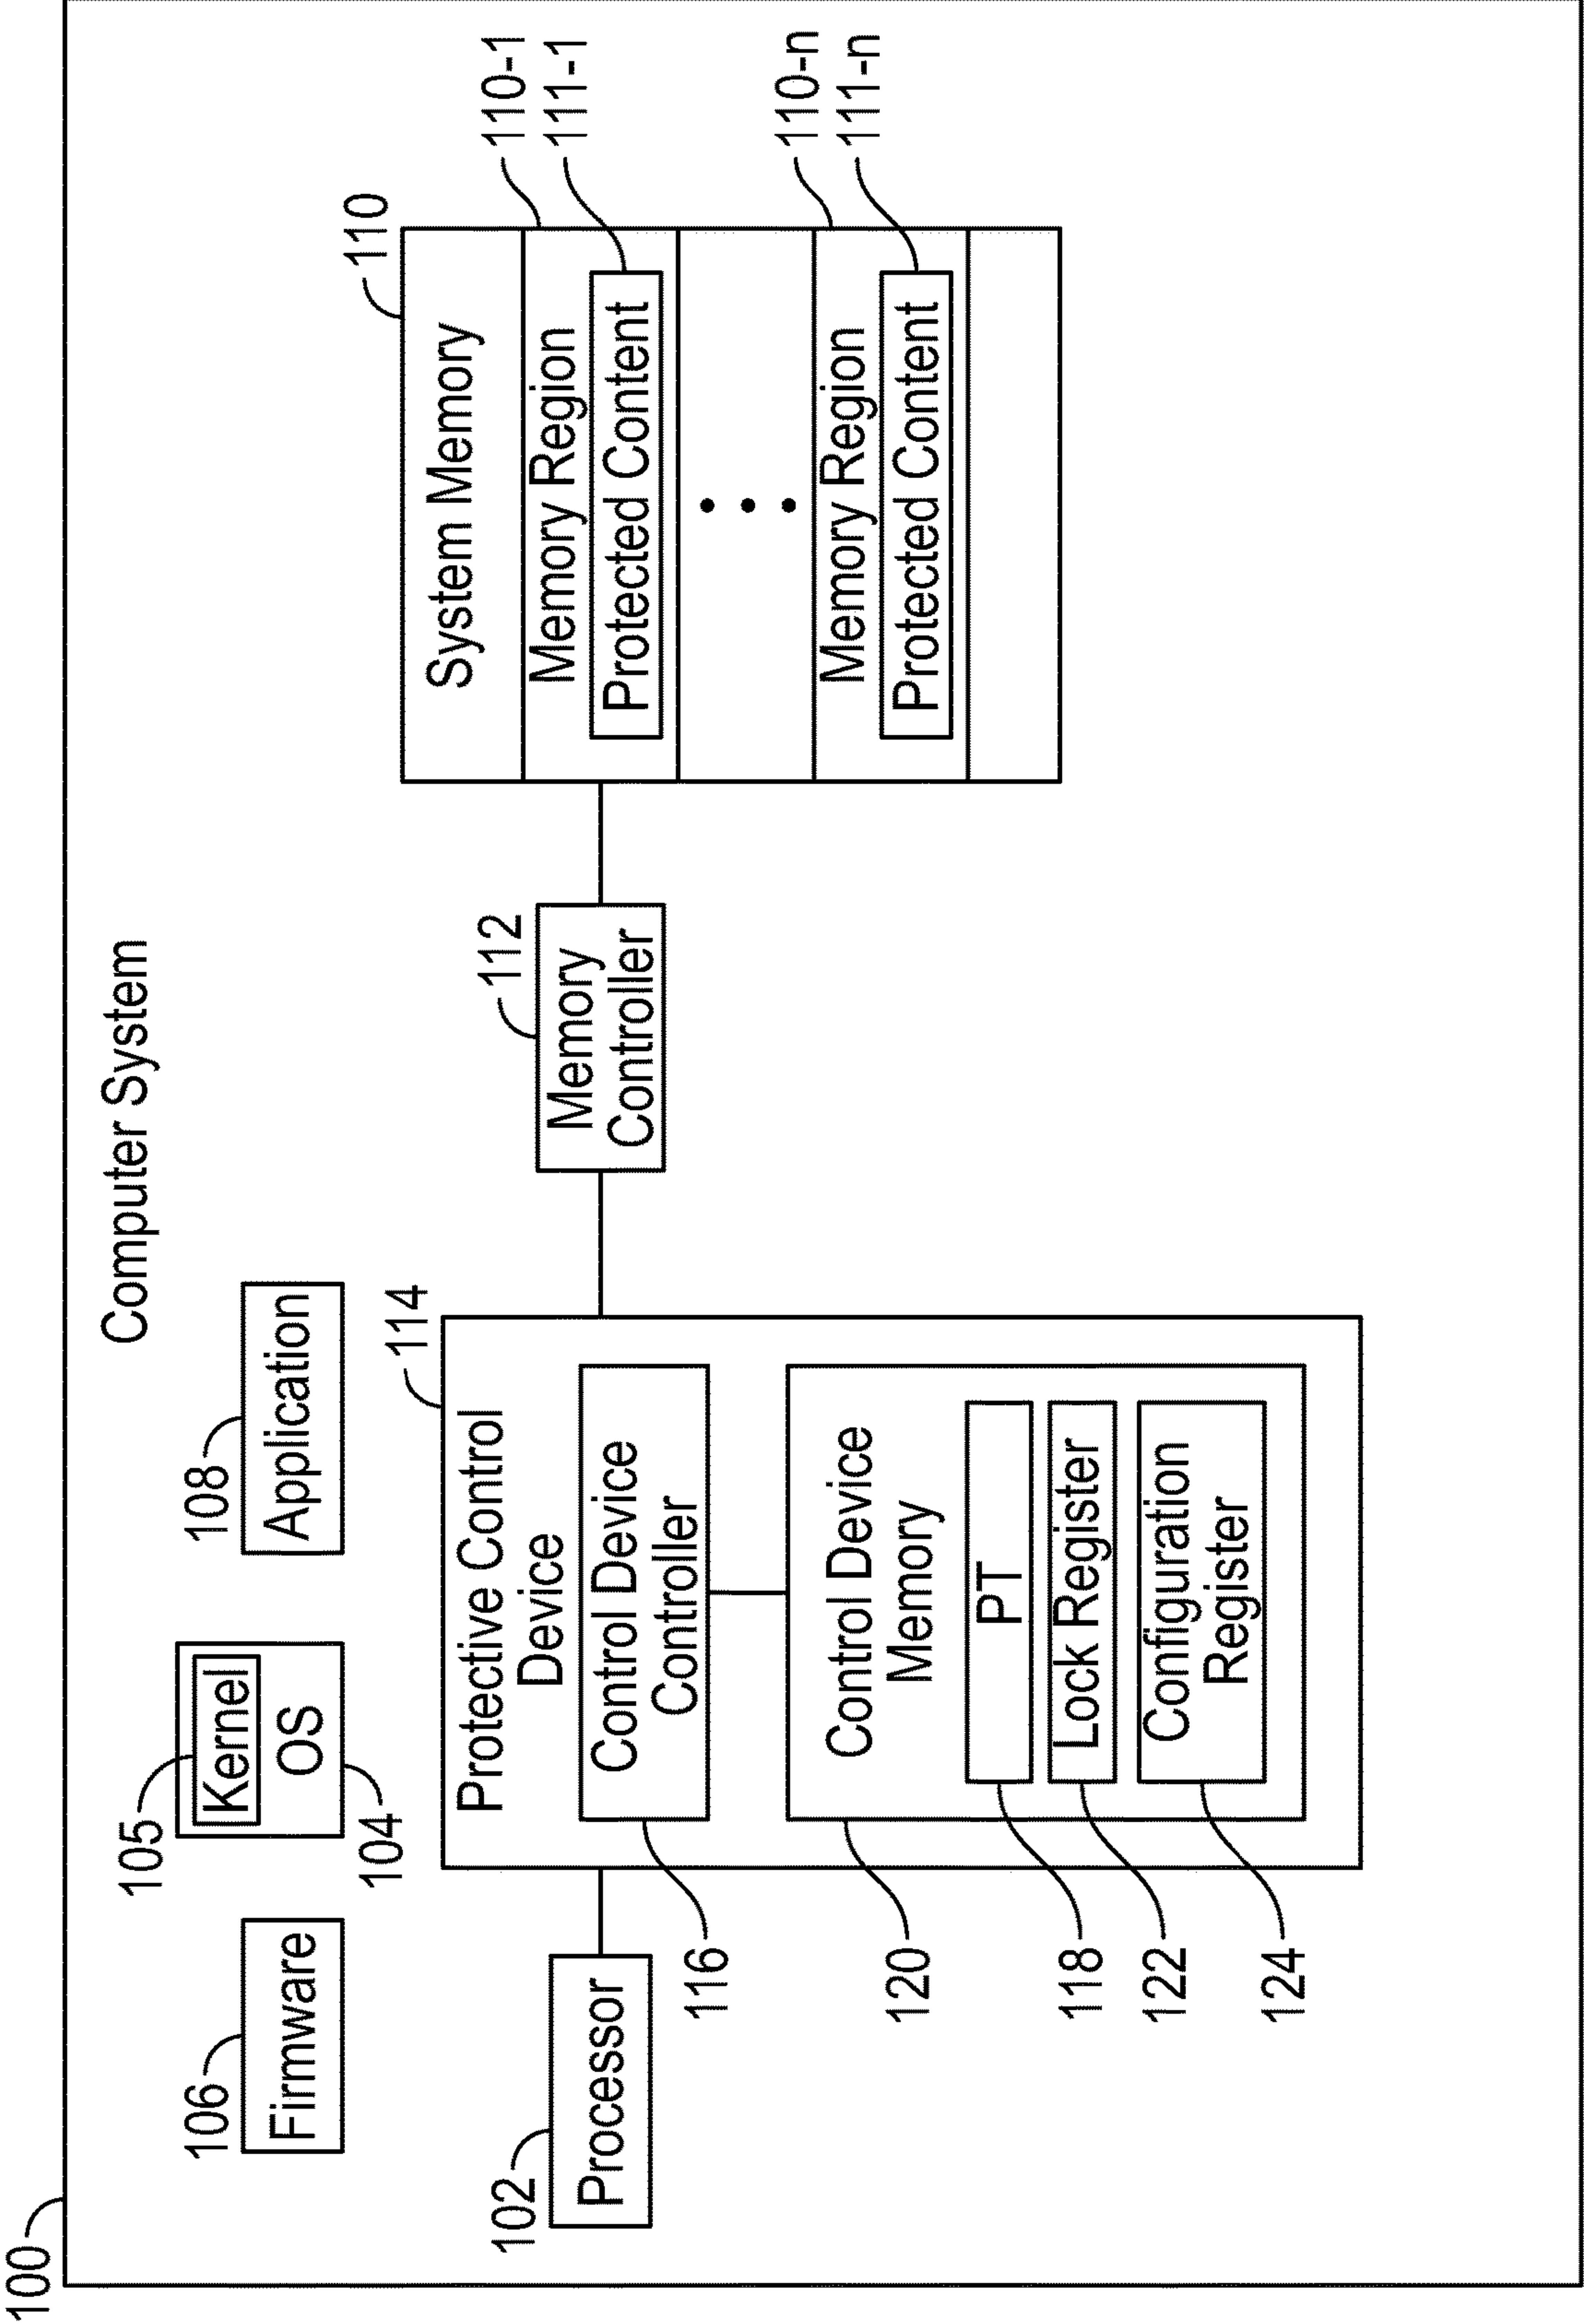 100
Computer System
106
Firmware
105
Kernel
OS
104
108
Application
102
Processor
114
Protective Control
Device
Control Device
Controller
116
Control Device
Memory
120
PT
118
Lock Register
122
Configuration
Register
124
112
Memory
Controller
110
System Memory
110-1
Memory Region
111-1
Protected Content
110-n
Memory Region
111-n
Protected Content